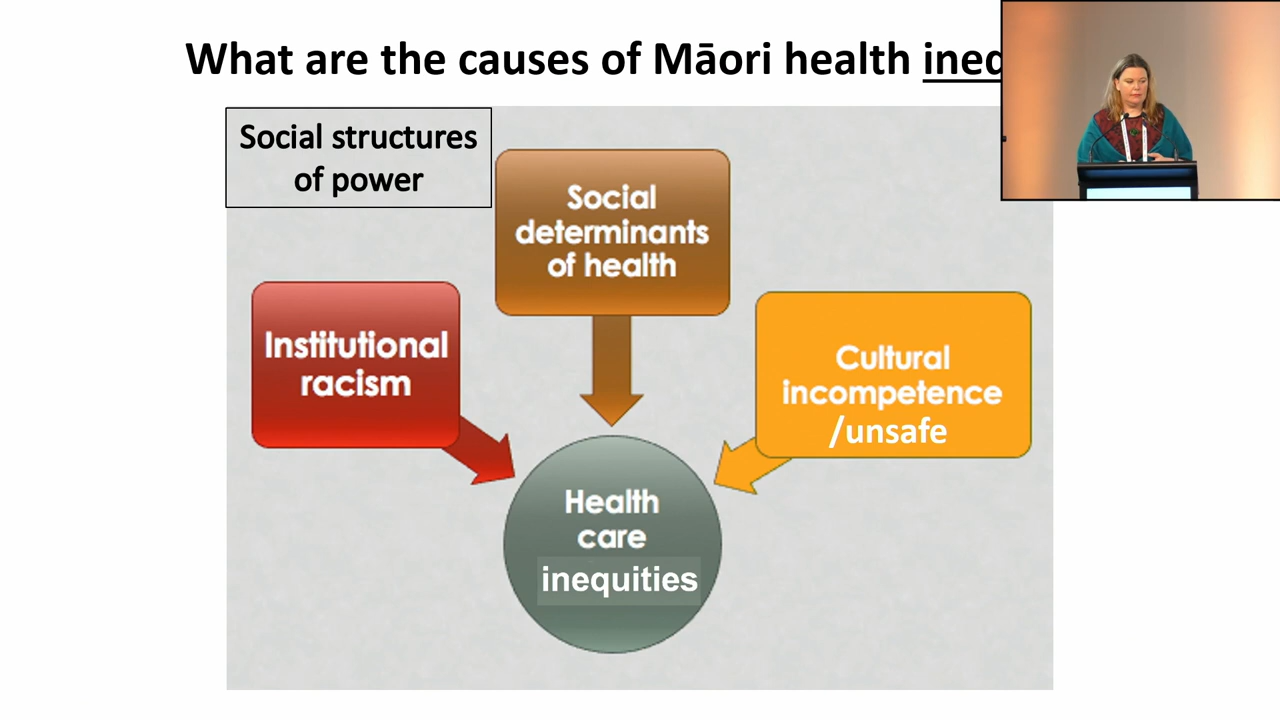 What are the causes of Māori health
Social structures
of power
Social
determinants
of health
Institutional
racism
Cultural
incompetence
/unsafe
Health
care
inequities